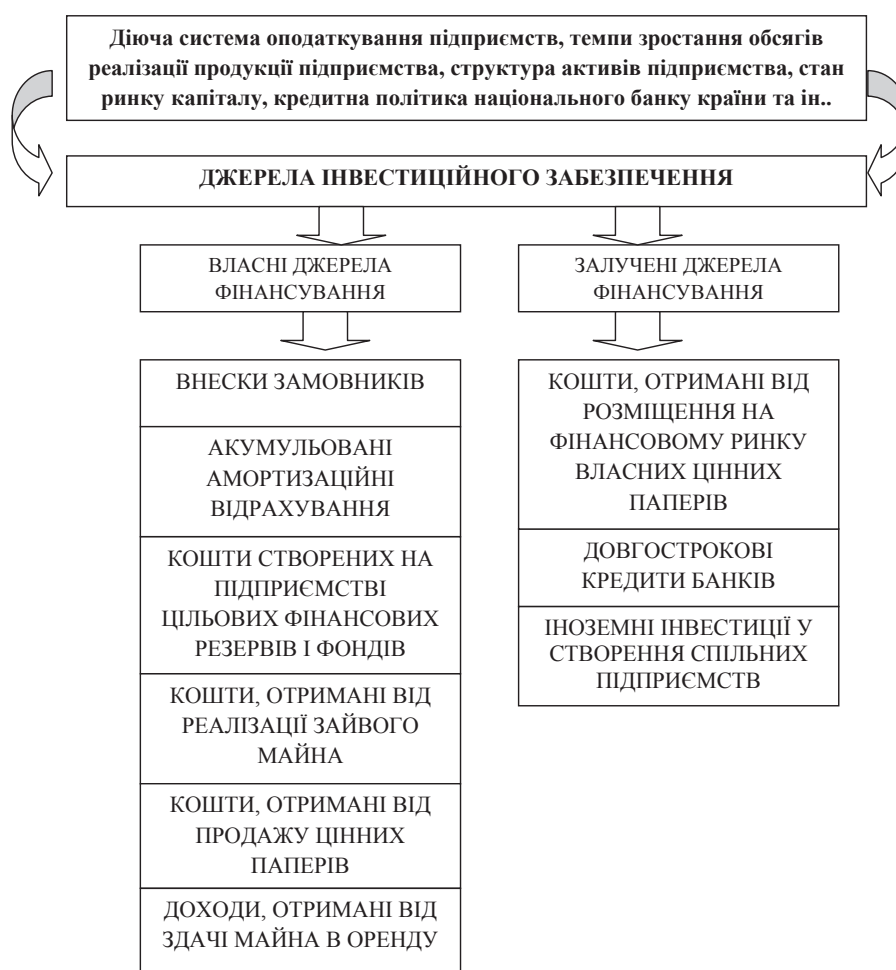 Діюча система оподаткування підприємств, темпи зростання обсягів
реалізації продукції підприємства, структура активів підприємства, стан
ринку капіталу, кредитна політика національного банку країни та ін..
ДЖЕРЕЛА ІНВЕСТИЦІЙНОГО ЗАБЕЗПЕЧЕННЯ
ВЛАСНІ ДЖЕРЕЛА
ФІНАНСУВАННЯ
ВНЕСКИ ЗАМОВНИКІВ
АКУМУЛЬОВАНІ
АМОРТИЗАЦІЙНІ
ВІДРАХУВАННЯ
КОШТИ СТВОРЕНИХ НА
ПІДПРИЄМСТВІ
ЦІЛЬОВИХ ФІНАНСОВИХ
РЕЗЕРВІВ І ФОНДІВ
КОШТИ, ОТРИМАНІ ВІД
РЕАЛІЗАЦІЇ ЗАЙВОГО
МАЙНА
КОШТИ, ОТРИМАНІ ВІД
ПРОДАЖУ ЦІННИХ
ПАПЕРІВ
ДОХОДИ, ОТРИМАНІ ВІД
ЗДАЧІ МАЙНА В ОРЕНДУ
ЗАЛУЧЕНІ ДЖЕРЕЛА
ФІНАНСУВАННЯ
КОШТИ, ОТРИМАНІ ВІД
РОЗМІЩЕННЯ НА
ФІНАНСОВОМУ РИНКУ
ВЛАСНИХ ЦІННИХ
ПАПЕРІВ
ДОВГОСТРОКОВІ
КРЕДИТИ БАНКІВ
ІНОЗЕМНІ ІНВЕСТИЦІЇ У
СТВОРЕННЯ СПІЛЬНИХ
ПІДПРИЄМСТВ